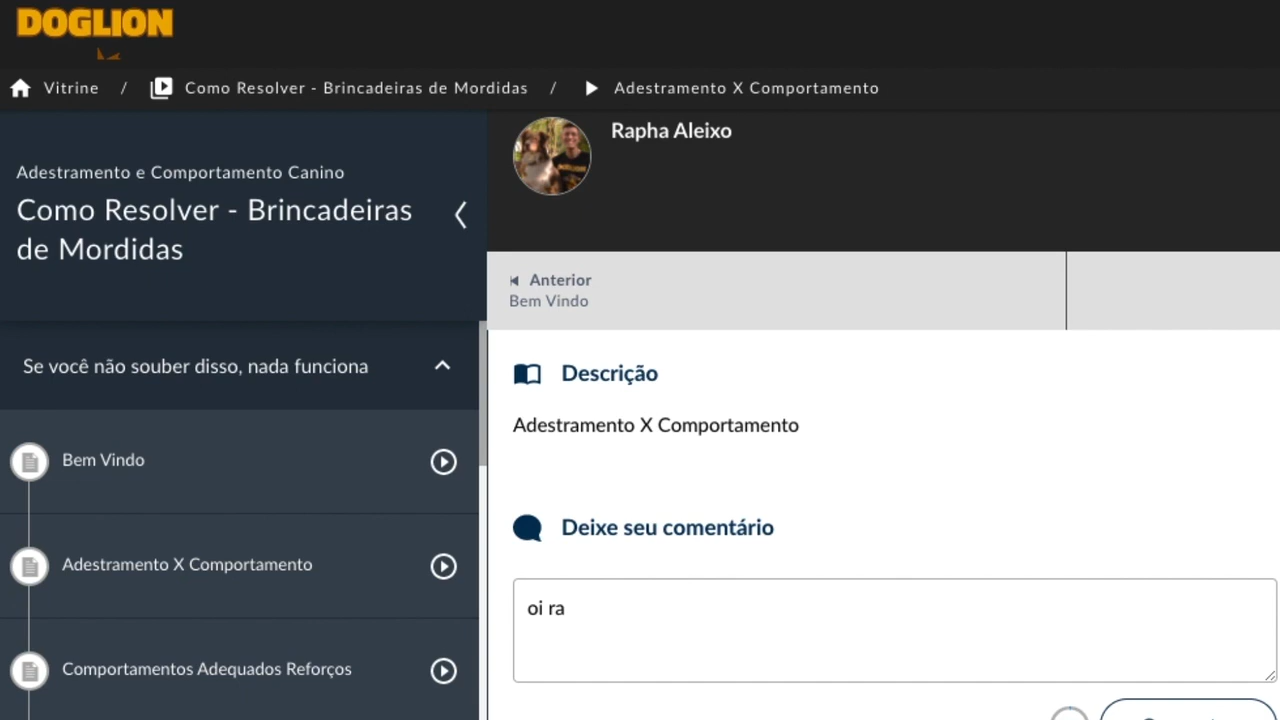 DOGLION
Vitrine / Como Resolver - Brincadeiras de Mordidas / Adestramento X Comportamento
Adestramento e Comportamento Canino
Como Resolver - Brincadeiras
de Mordidas
Se você não souber disso, nada funciona
Bem Vindo
Adestramento X Comportamento
Comportamentos Adequados Reforços
Rapha Aleixo
Anterior
Bem Vindo
Descrição
Adestramento X Comportamento
Deixe seu comentário
oi ra